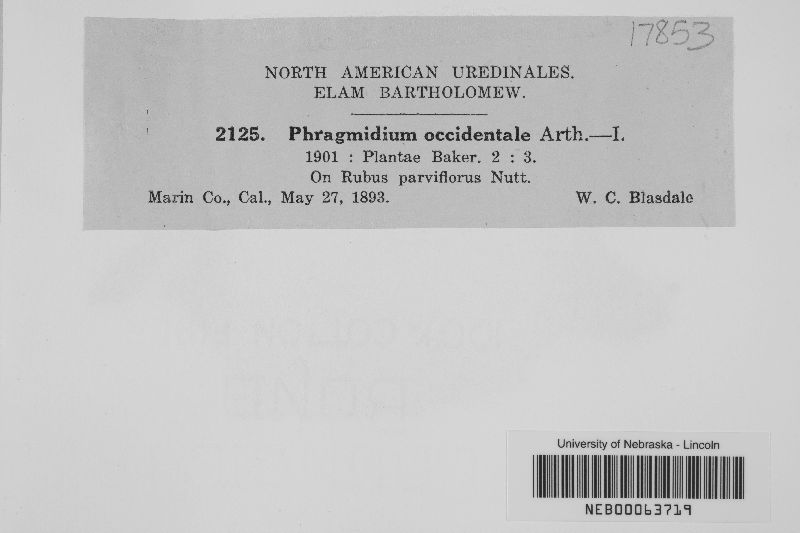 17853
NORTH AMERICAN UREDINALES.
ELAM BARTHOLOMEW.
2125. Phragmidium occidentale Arth.—I.
1901 : Plantae Baker. 2 : 3.
On Rubus parviflorus Nutt.
Marin Co., Cal., May 27, 1893. W. C. Blasdale
University of Nebraska - Lincoln
NEB00063719